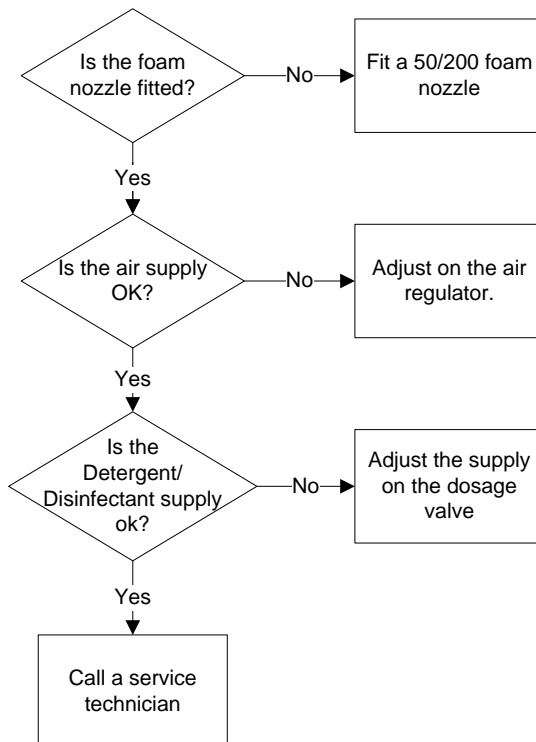 Is the foam
nozzle fitted?
No
Fit a 50/200 foam
nozzle
Yes
Is the air supply
OK?
No
Adjust on the air
regulator.
Yes
Is the
Detergent/
Disinfectant supply
ok?
No
Adjust the supply
on the dosage
valve
Yes
Call a service
technician